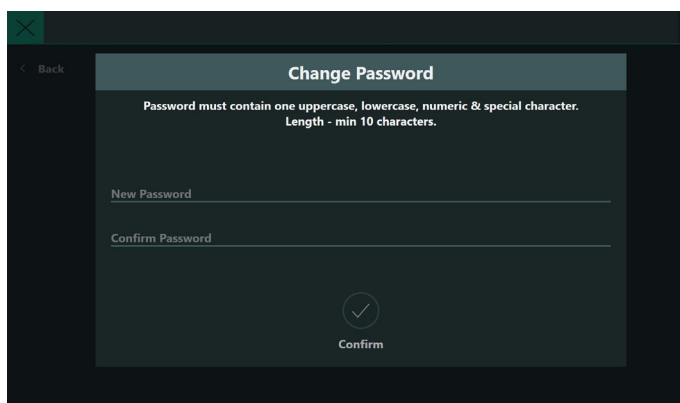 Back
Change Password
Password must contain one uppercase, lowercase, numeric & special character.
Length - min 10 characters.
New Password
Confirm Password
Confirm